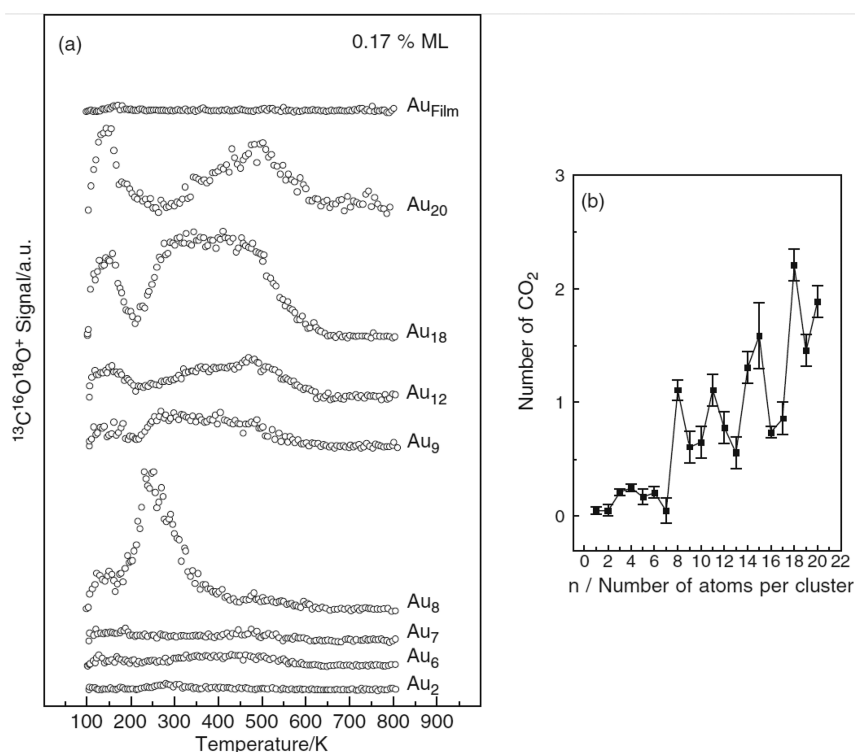 (a)
0.17 % ML
Au_Film
Au_20
Au_18
Au_12
Au_9
Au_8
Au_7
Au_6
Au_2
¹³C¹⁶O¹⁸O⁺ Signal/a.u.
100 200 300 400 500 600 700 800 900
Temperature/K
(b)
3
2
1
0
Number of CO₂
0 2 4 6 8 10 12 14 16 18 20 22
n / Number of atoms per cluster